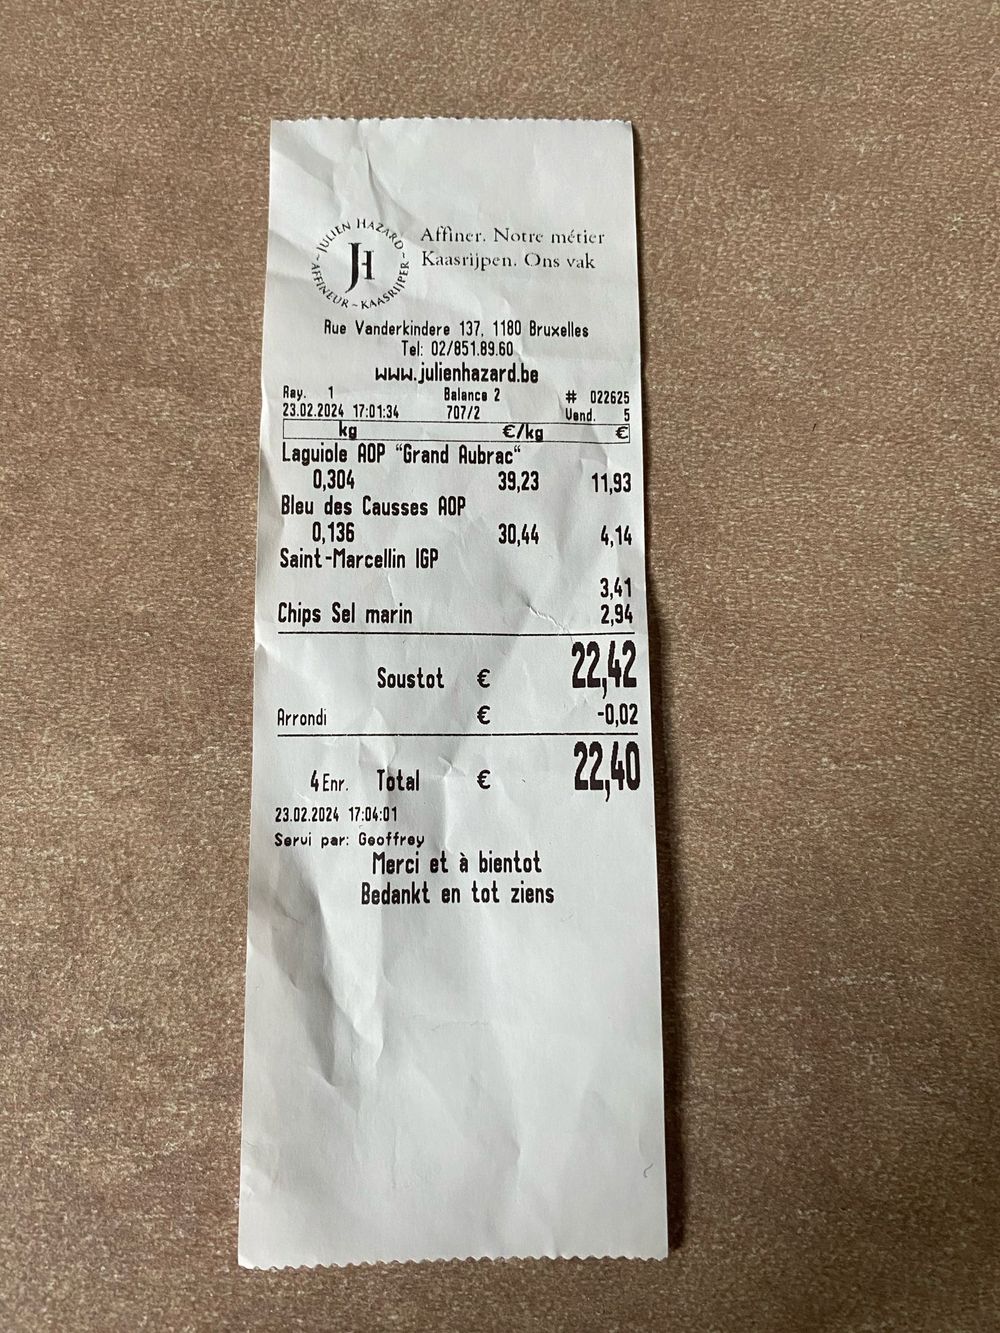 JULIEN HAZARD ~ AFFINEUR ~ KAASRIJPER ~
JH
Affiner. Notre métier
Kaasrijpen. Ons vak
Rue Vanderkindere 137, 1180 Bruxelles
Tel: 02/851.89.60
www.julienhazard.be
Ray. 1 Balance 2 # 022625
23.02.2024 17:01:34 707/2 Vend. 5
kg €/kg €
Laguiole AOP “Grand Aubrac“
0,304 39,23 11,93
Bleu des Causses AOP
0,136 30,44 4,14
Saint-Marcellin IGP
3,41
Chips Sel marin 2,94
Soustot € 22,42
Arrondi € -0,02
4 Enr. Total € 22,40
23.02.2024 17:04:01
Servi par: Geoffrey
Merci et à bientot
Bedankt en tot ziens